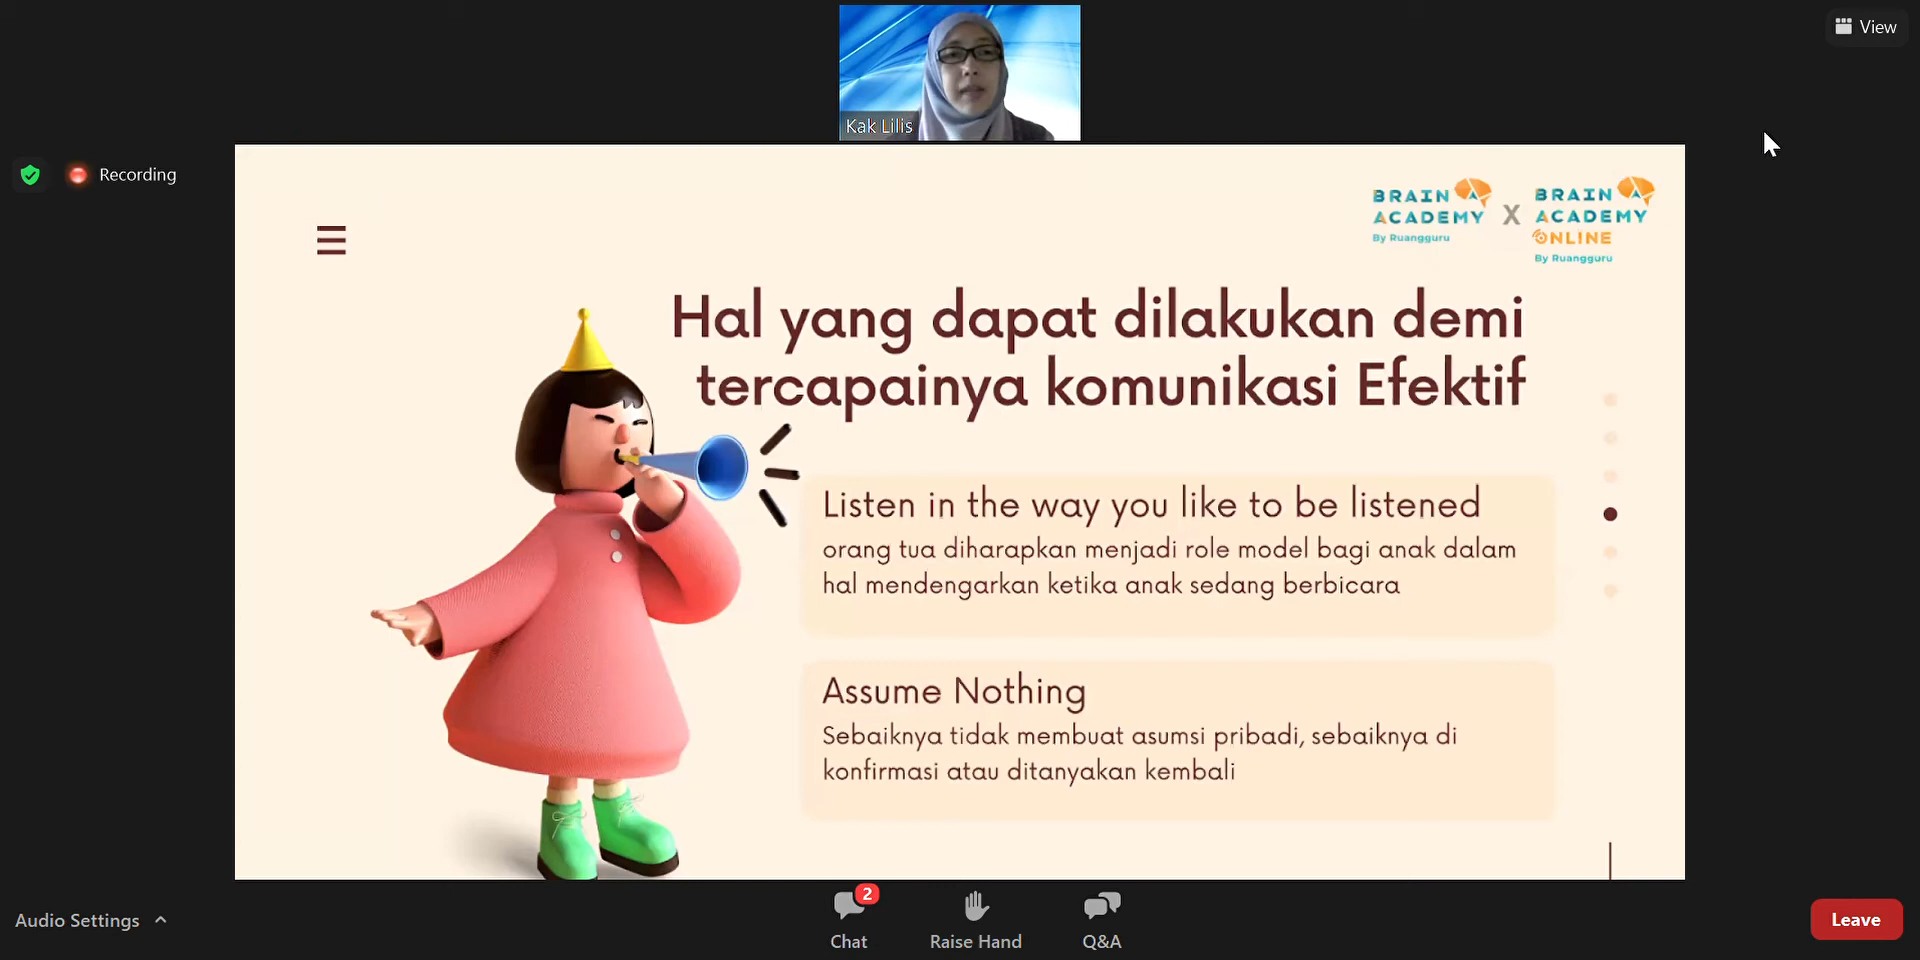 View
Kak Lilis
Recording
BRAIN ACADEMY
By Ruangguru
X
BRAIN ACADEMY
ONLINE
By Ruangguru
Hal yang dapat dilakukan demi
tercapainya komunikasi Efektif
Listen in the way you like to be listened
orang tua diharapkan menjadi role model bagi anak dalam
hal mendengarkan ketika anak sedang berbicara
Assume Nothing
Sebaiknya tidak membuat asumsi pribadi, sebaiknya di
konfirmasi atau ditanyakan kembali
Audio Settings
2
Chat
Raise Hand
Q&A
Leave